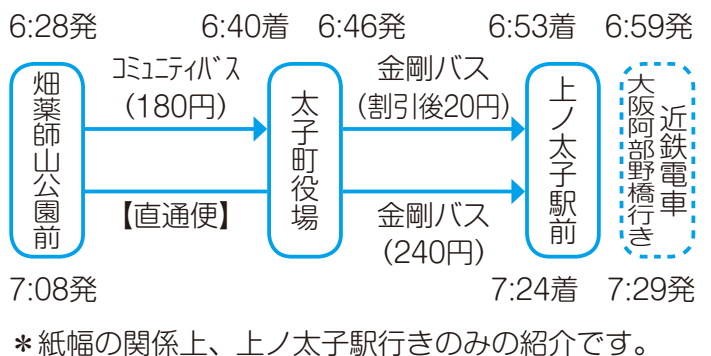 6:28発 6:40着 6:46発 6:53着 6:59発
畑薬師山公園前
コミュニティバス
(180円)
太子町役場
金剛バス
(割引後20円)
上ノ太子駅前
近鉄電車
大阪阿部野橋行き
【直通便】
金剛バス
(240円)
7:08発 7:24着 7:29発
＊紙幅の関係上、上ノ太子駅行きのみの紹介です。